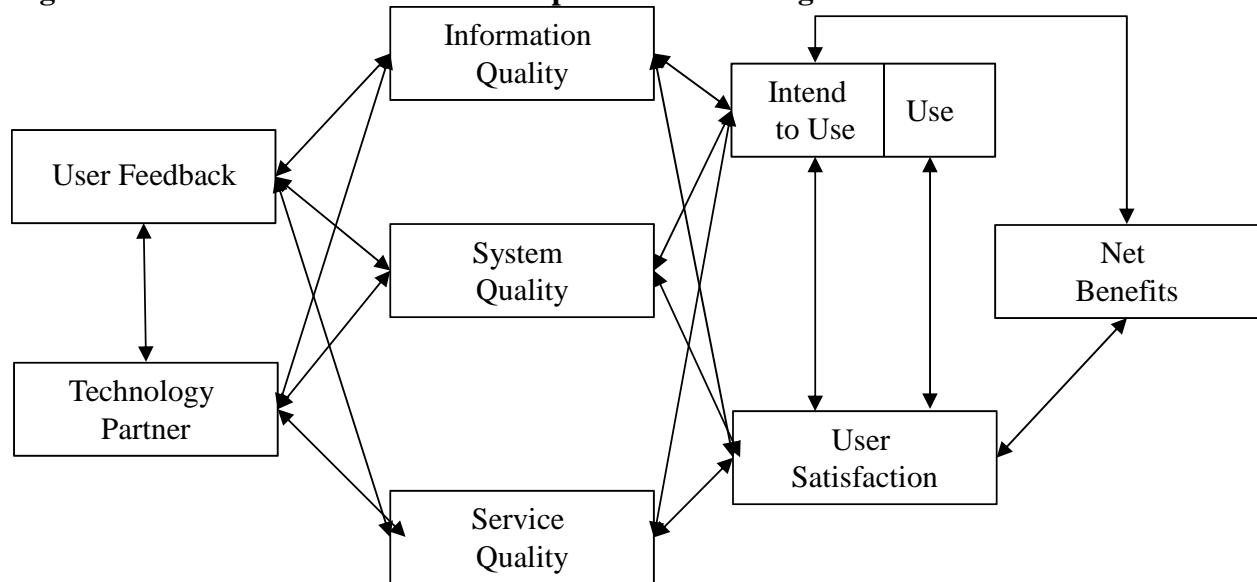 Information
Quality
Intend
to Use
Use
User Feedback
System
Quality
Net
Benefits
Technology
Partner
User
Satisfaction
Service
Quality